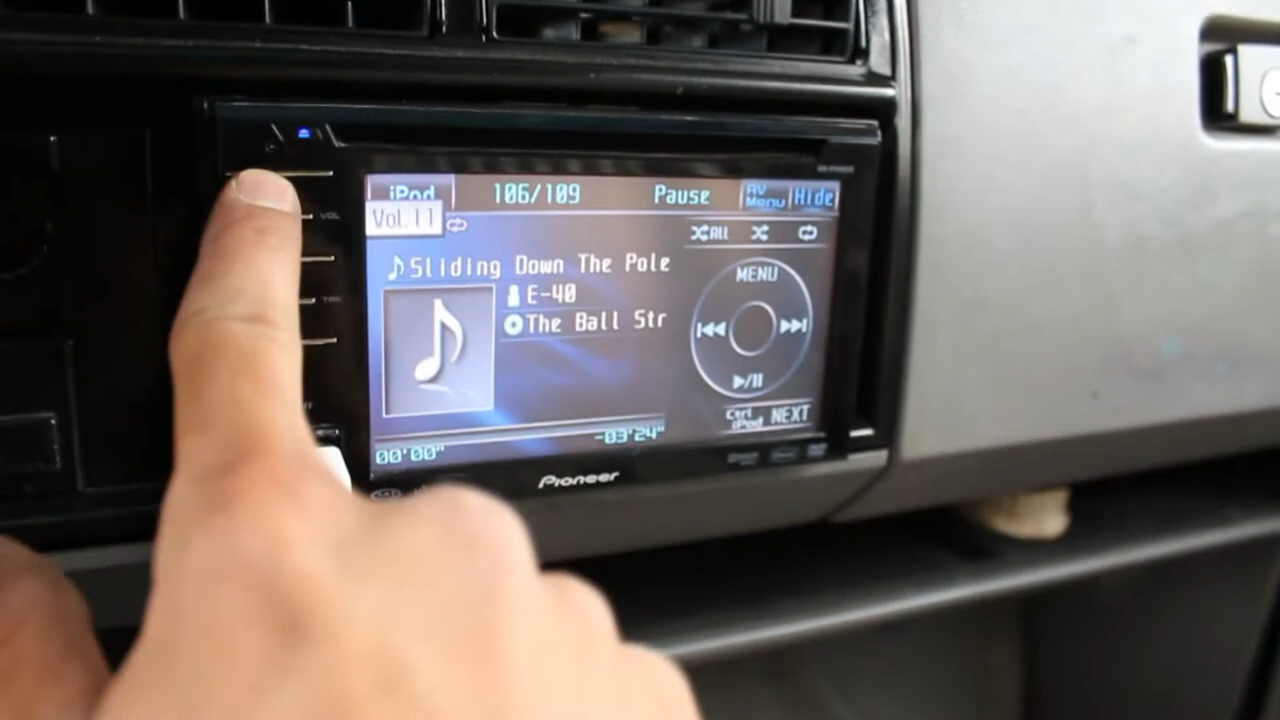 iPod 106/109 Pause AV Menu Hide
Vol. 11
VOL
ALL
Sliding Down The Pole
E-40
The Ball Str
MENU
Ctrl iPod NEXT
00'00" -03'24"
Pioneer